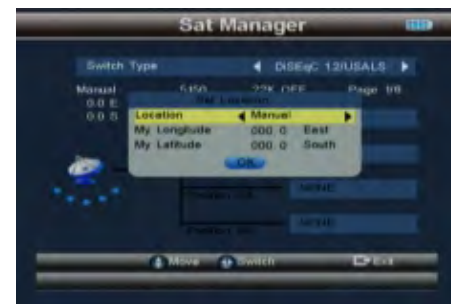 Sat Manager
Switch Type DiSEqC 1.2/USALS
Manual 5150 22K OFF Page 1/8
0.0 E
0.0 S
Set Location
Location Manual
My Longitude 000. 0 East
My Latitude 000. 0 South
OK
NONE
NONE
Move Switch Exit